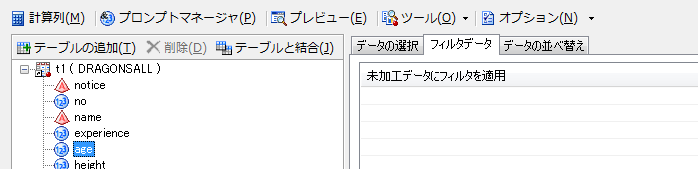 計算列(M) プロンプトマネージャ(P) プレビュー(E) ツール(O) オプション(N)
テーブルの追加(T) 削除(D) テーブルと結合(J)
データの選択 フィルタデータ データの並べ替え
t1 ( DRAGONSALL )
未加工データにフィルタを適用
notice
no
name
experience
age
height